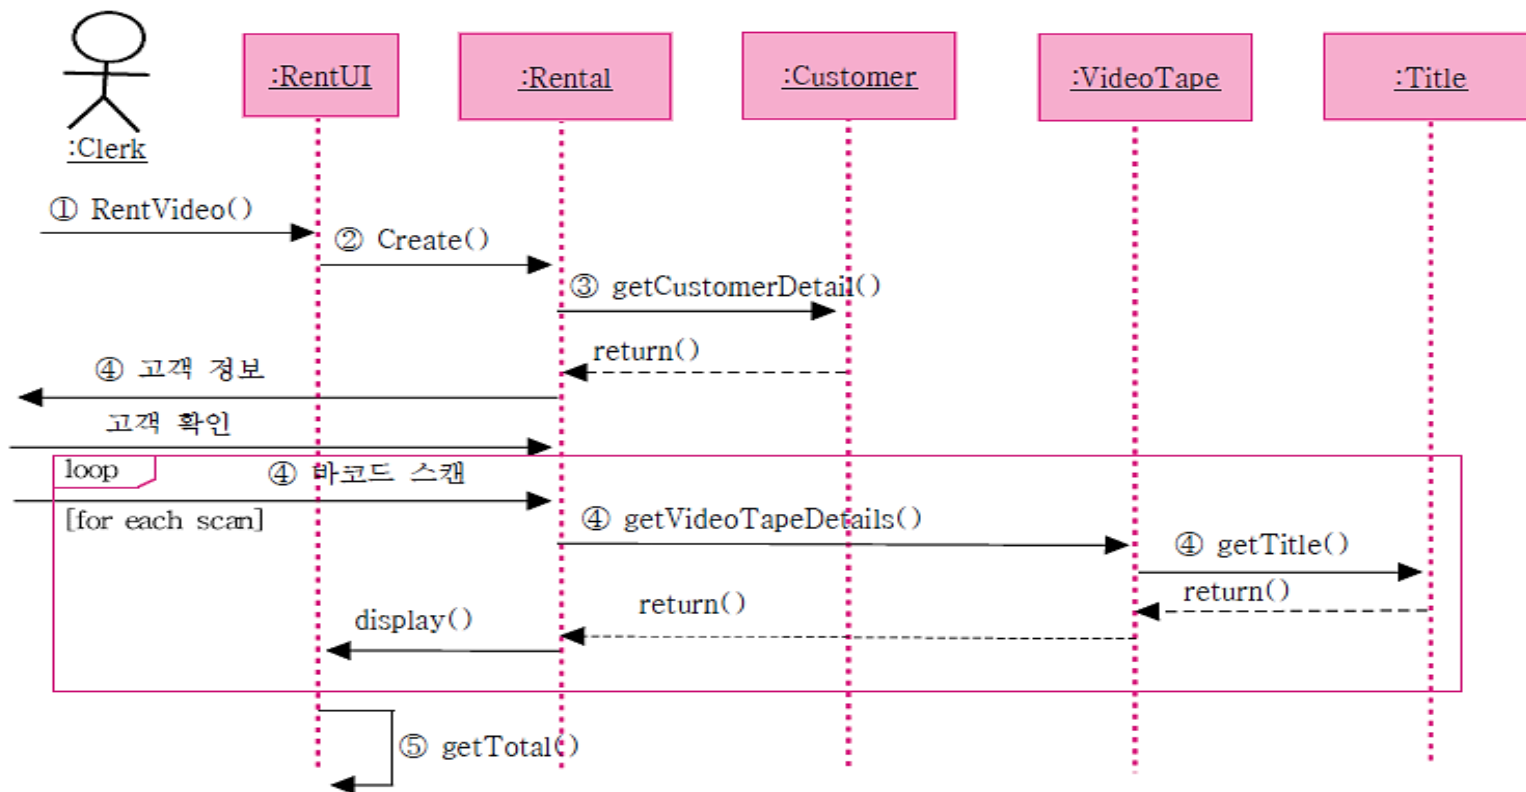 :RentUI
:Rental
:Customer
:VideoTape
:Title
:Clerk
① RentVideo()
② Create()
③ getCustomerDetail()
return()
④ 고객 정보
고객 확인
loop
④ 바코드 스캔
[for each scan]
④ getVideoTapeDetails()
④ getTitle()
return()
return()
display()
⑤ getTotal()